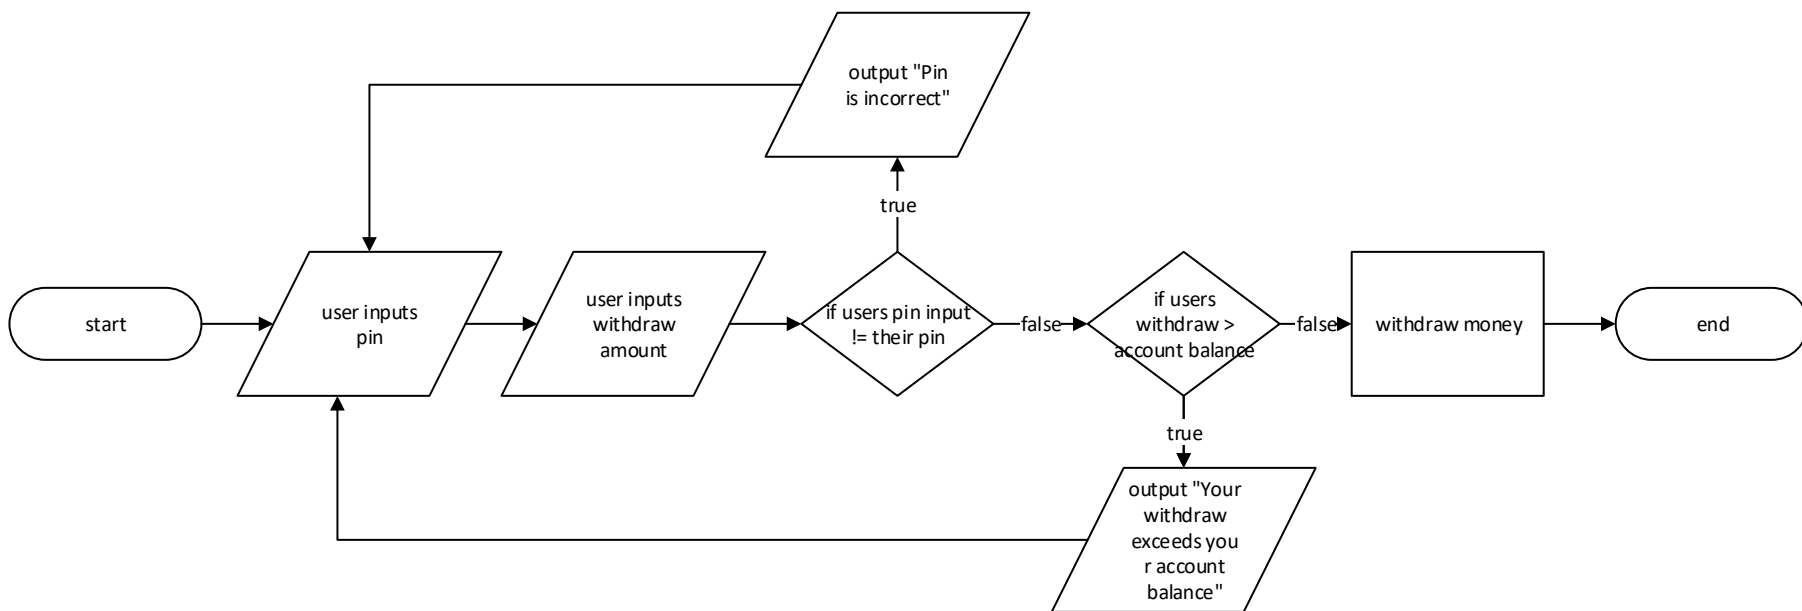 output "Pin
is incorrect"
true
start
user inputs
pin
user inputs
withdraw
amount
if users pin input
!= their pin
false
if users
withdraw >
account balance
false
withdraw money
end
true
output "Your
withdraw
exceeds you
r account
balance"